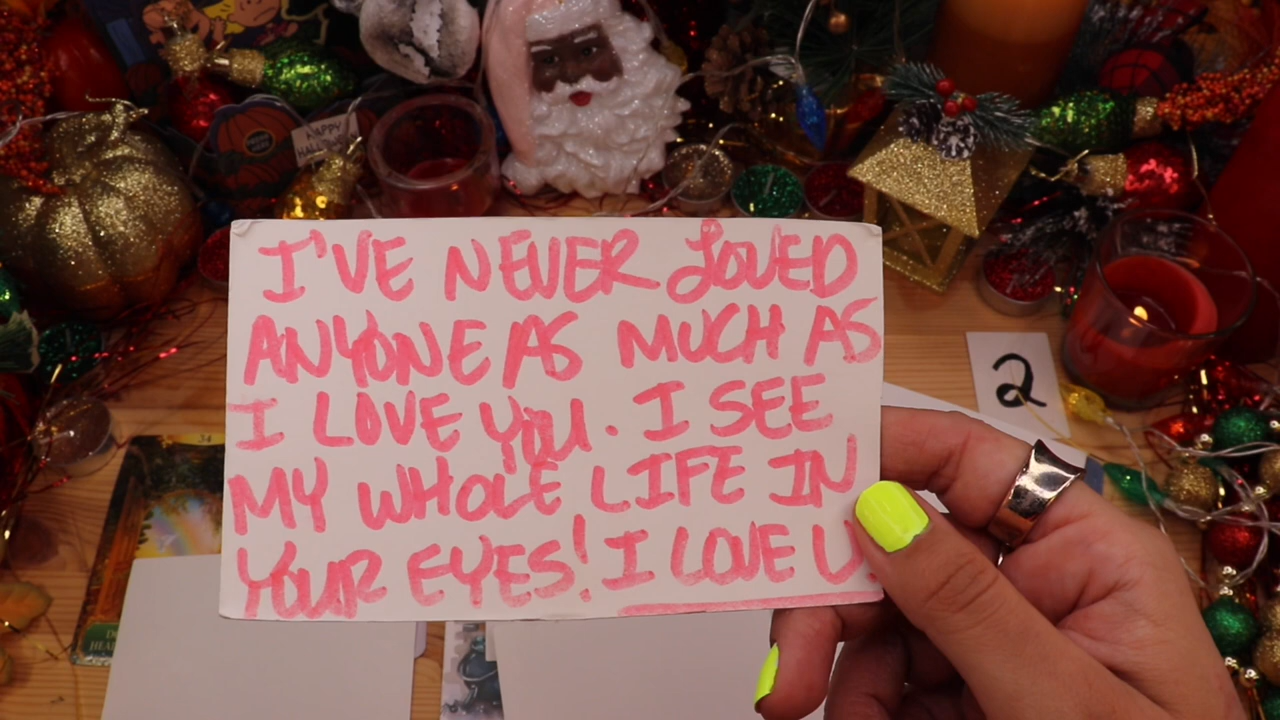 HAPPY
I'VE NEVER LOVED
ANYONE AS MUCH AS
I LOVE YOU. I SEE
MY WHOLE LIFE IN
YOUR EYES! I LOVE U
2
34